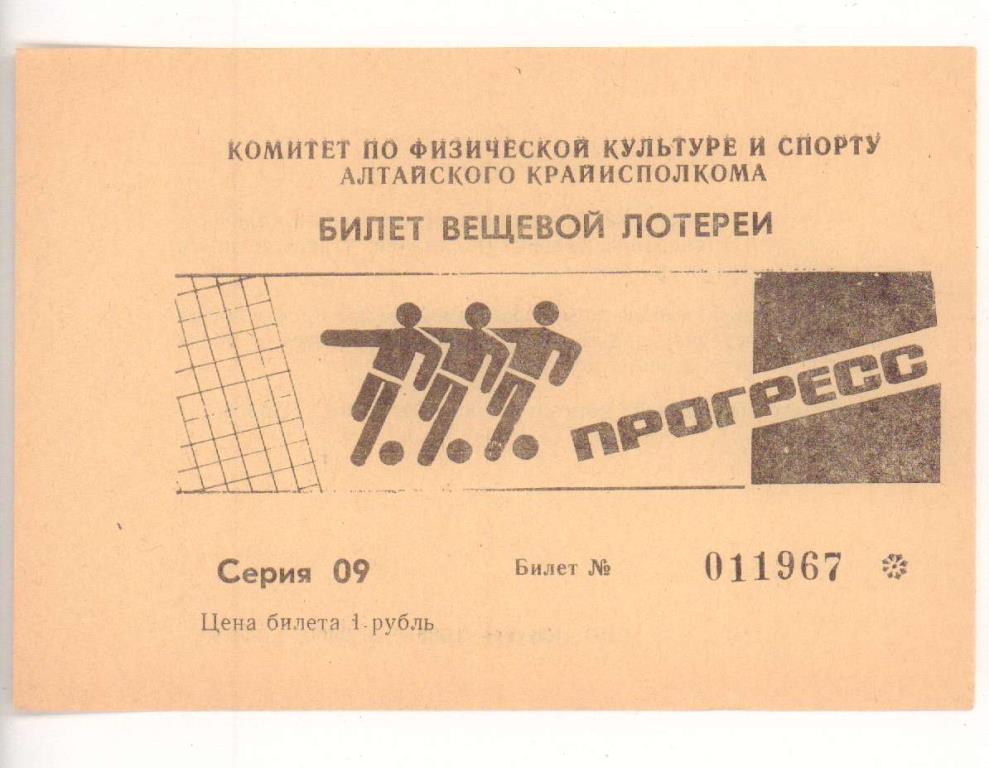 КОМИТЕТ ПО ФИЗИЧЕСКОЙ КУЛЬТУРЕ И СПОРТУ
АЛТАЙСКОГО КРАЙИСПОЛКОМА
БИЛЕТ ВЕЩЕВОЙ ЛОТЕРЕИ
ПРОГРЕСС
Серия 09 Билет № 011967
Цена билета 1 рубль